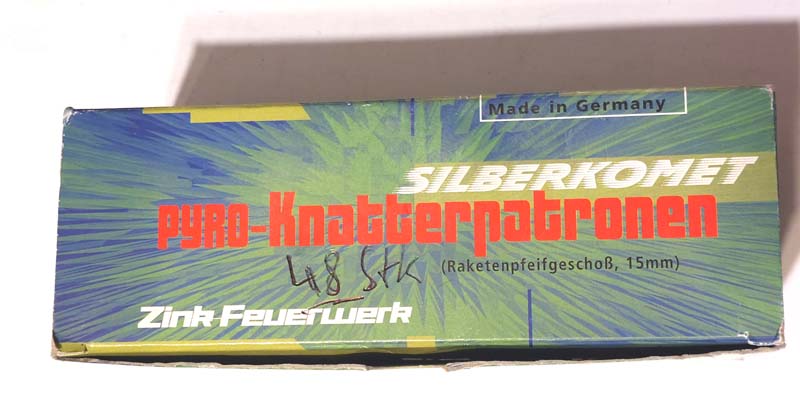 Made in Germany
SILBERKOMET
PYRO-Knatterpatronen
48 Stk
(Raketenpfeifgeschoß, 15mm)
Zink Feuerwerk